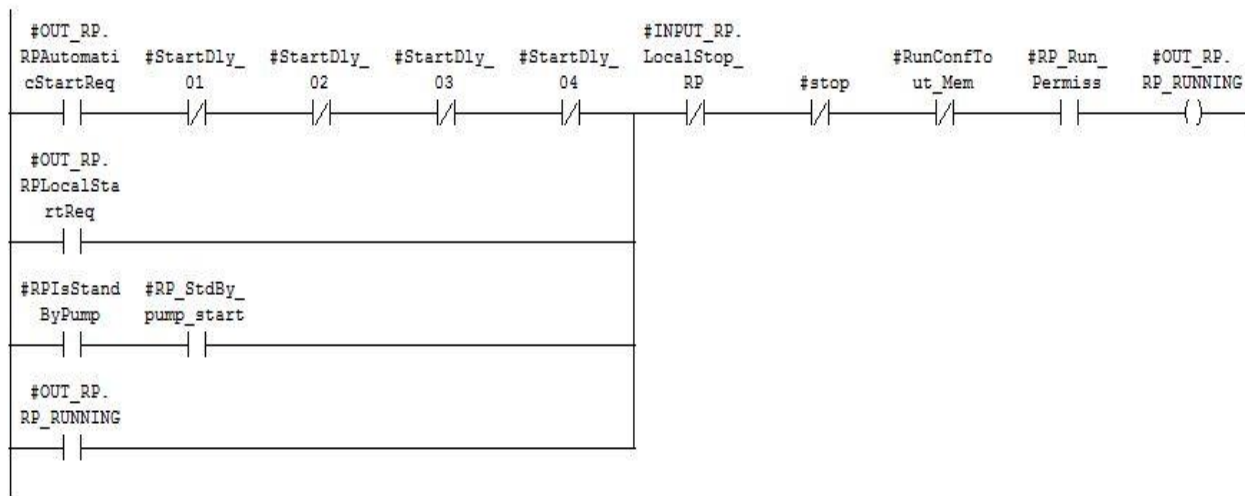 #OUT_RP.
RPAutomati
cStartReq
#StartDly_
01
#StartDly_
02
#StartDly_
03
#StartDly_
04
#INPUT_RP.
LocalStop_
RP
#stop
#RunConfTo
ut_Mem
#RP_Run_
Permiss
#OUT_RP.
RP_RUNNING
#OUT_RP.
RPLocalSta
rtReq
#RPIsStand
ByPump
#RP_StdBy_
pump_start
#OUT_RP.
RP_RUNNING